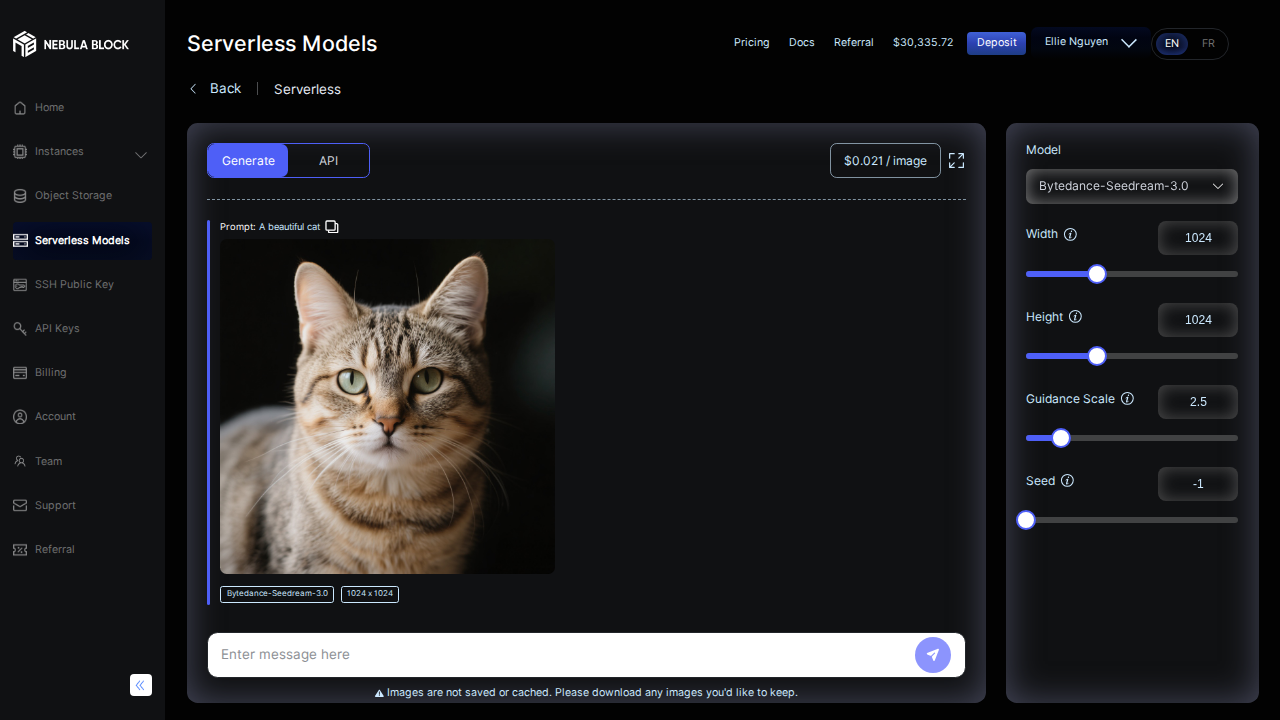 NEBULA BLOCK
Home
Instances
Object Storage
Serverless Models
SSH Public Key
API Keys
Billing
Account
Team
Support
Referral
Serverless Models
Pricing
Docs
Referral
$30,335.72
Deposit
Ellie Nguyen
EN
FR
Back
Serverless
Generate
API
$0.021 / image
Prompt: A beautiful cat
Bytedance-Seedream-3.0
1024 x 1024
Enter message here
Images are not saved or cached. Please download any images you'd like to keep.
Model
Bytedance-Seedream-3.0
Width
1024
Height
1024
Guidance Scale
2.5
Seed
-1